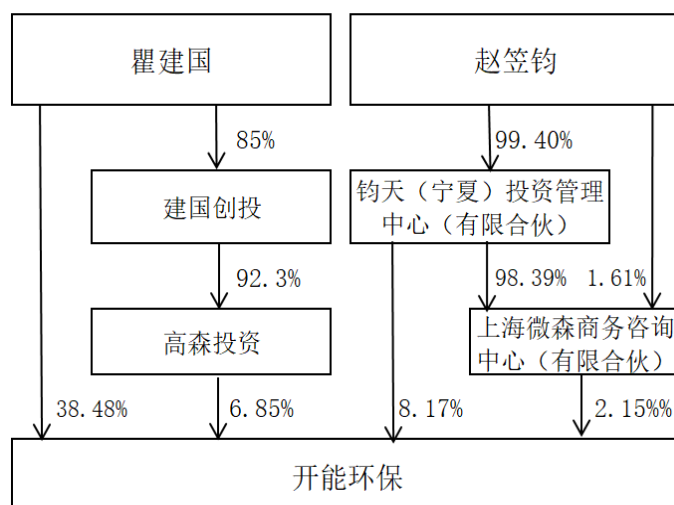 瞿建国
赵笠钧
85%
99.40%
建国创投
钧天（宁夏）投资管理
中心（有限合伙）
92.3%
98.39%
1.61%
高森投资
上海微森商务咨询
中心（有限合伙）
38.48%
6.85%
8.17%
2.15%%
开能环保